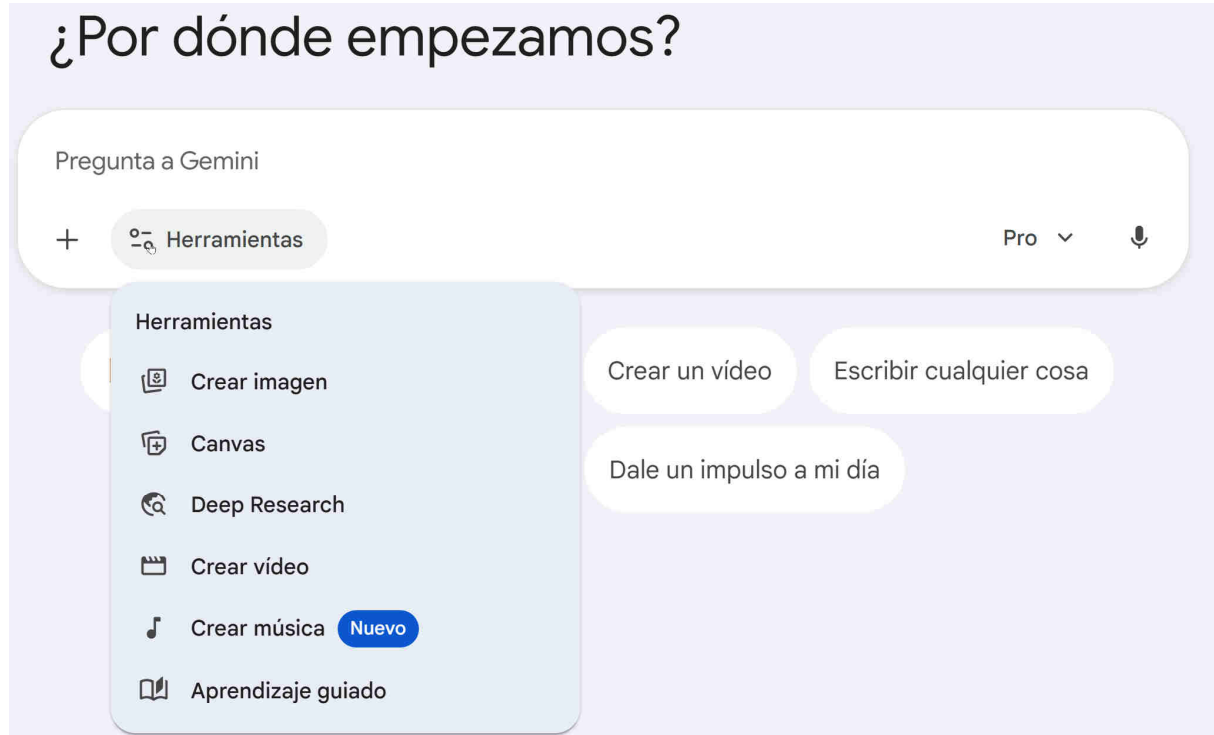 ¿Por dónde empezamos?
Pregunta a Gemini
Herramientas
Pro
Herramientas
Crear imagen
Canvas
Deep Research
Crear vídeo
Crear música Nuevo
Aprendizaje guiado
Crear un vídeo
Escribir cualquier cosa
Dale un impulso a mi día